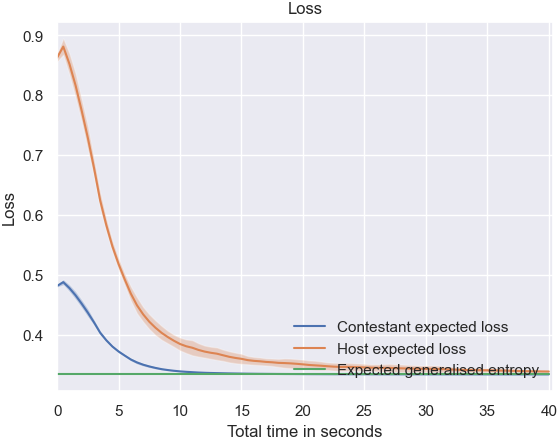 Loss
0.9
0.8
0.7
0.6
0.5
0.4
Loss
Contestant expected loss
Host expected loss
Expected generalised entropy
0 5 10 15 20 25 30 35 40
Total time in seconds